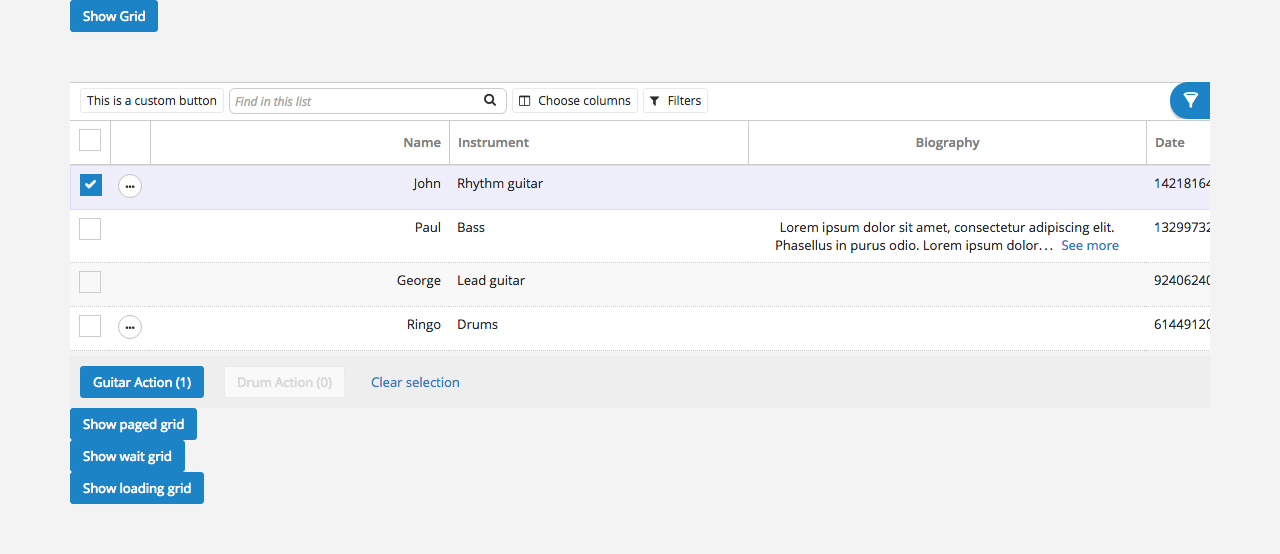 Show Grid
This is a custom button Find in this list Choose columns Filters
Name Instrument Biography Date
John Rhythm guitar 14218164
Paul Bass Lorem ipsum dolor sit amet, consectetur adipiscing elit. 13299732
Phasellus in purus odio. Lorem ipsum dolor... See more
George Lead guitar 92406240
Ringo Drums 61449120
Guitar Action (1) Drum Action (0) Clear selection
Show paged grid
Show wait grid
Show loading grid